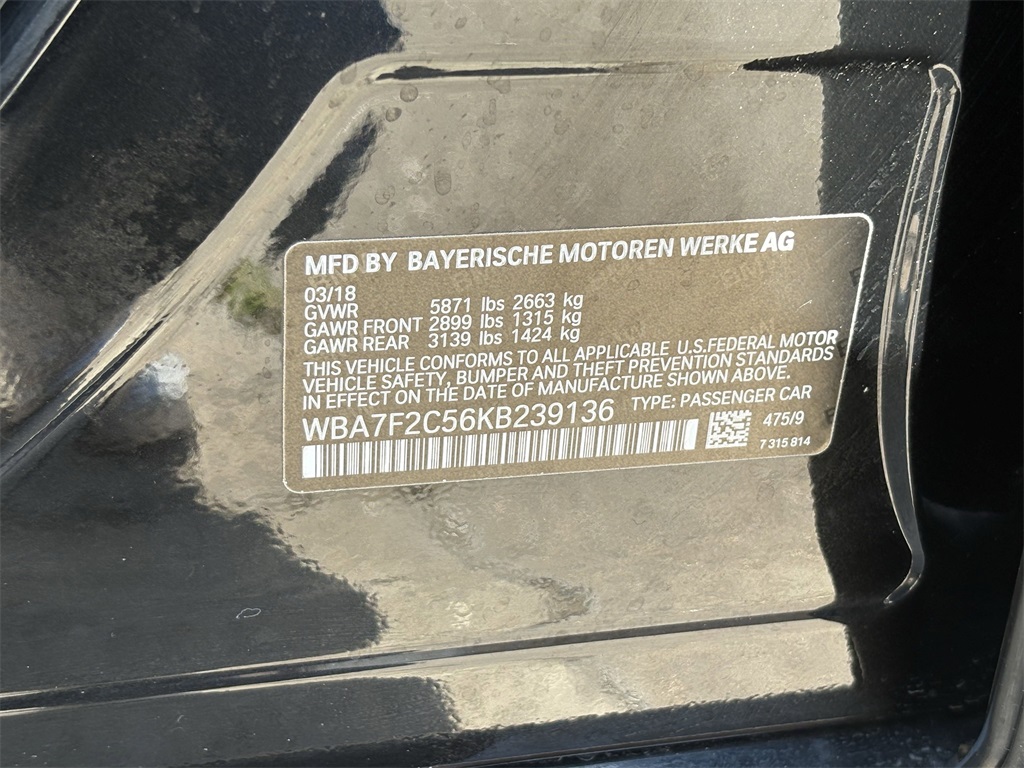 MFD BY BAYERISCHE MOTOREN WERKE AG
03/18
GVWR 5871 lbs 2663 kg
GAWR FRONT 2899 lbs 1315 kg
GAWR REAR 3139 lbs 1424 kg
THIS VEHICLE CONFORMS TO ALL APPLICABLE U.S.FEDERAL MOTOR
VEHICLE SAFETY, BUMPER AND THEFT PREVENTION STANDARDS
IN EFFECT ON THE DATE OF MANUFACTURE SHOWN ABOVE.
WBA7F2C56KB239136 TYPE: PASSENGER CAR
475/9
7 315 814